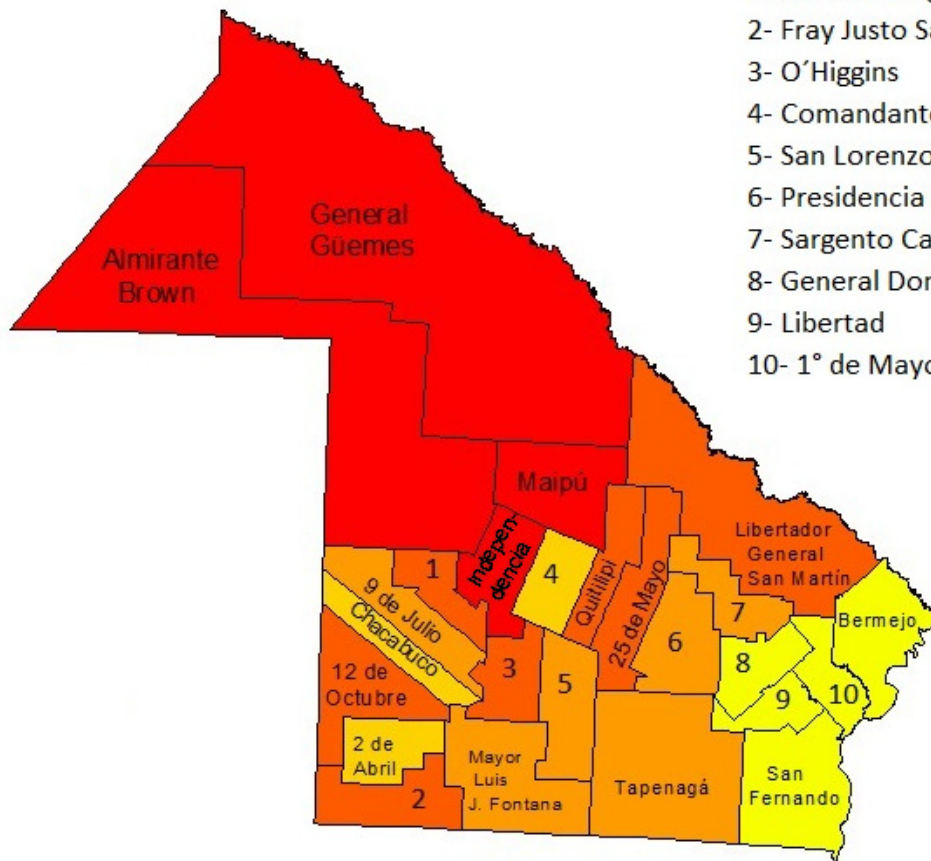 2- Fray Justo Sa
3- O´Higgins
4- Comandante
5- San Lorenzo
6- Presidencia
7- Sargento Ca
8- General Don
9- Libertad
10- 1° de Mayo
General
Güemes
Almirante
Brown
Maipú
Indepen-
dencia
Libertador
General
San Martín
1
4
Quitilipi
25 de Mayo
9 de Julio
Chacabuco
7
Bermejo
6
3
5
8
12 de
Octubre
9
10
2 de
Abril
Mayor
Luis
J. Fontana
Tapenagá
San
Fernando
2